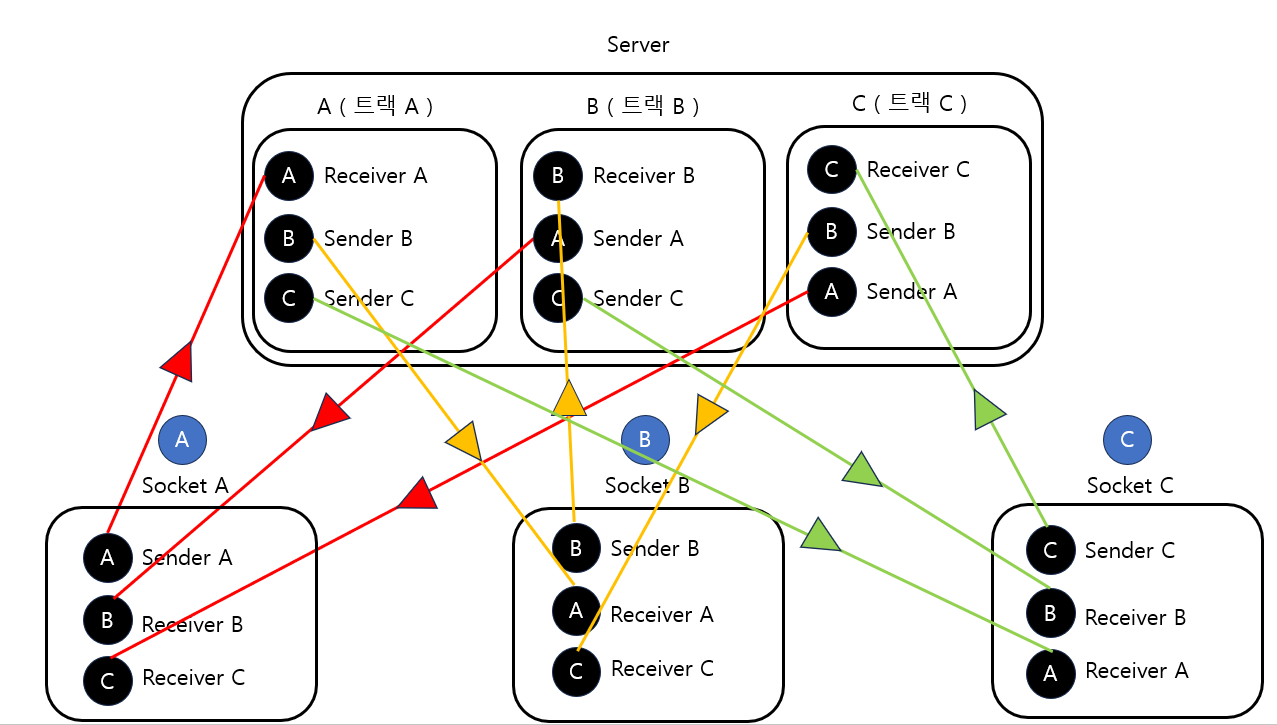 Server
A ( 트랙 A )
B ( 트랙 B )
C ( 트랙 C )
A Receiver A
B Sender B
C Sender C
B Receiver B
A Sender A
C Sender C
C Receiver C
B Sender B
A Sender A
A
Socket A
A Sender A
B Receiver B
C Receiver C
B
Socket B
B Sender B
A Receiver A
C Receiver C
C
Socket C
C Sender C
B Receiver B
A Receiver A